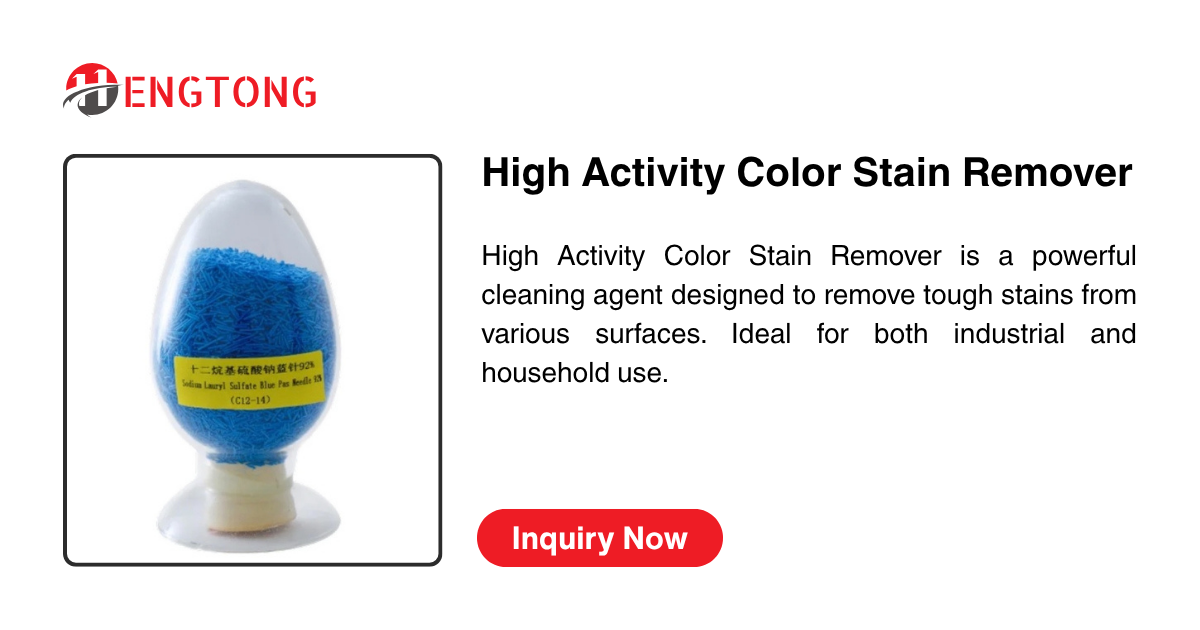 HENGTONG
High Activity Color Stain Remover
High Activity Color Stain Remover is a powerful
cleaning agent designed to remove tough stains from
various surfaces. Ideal for both industrial and
household use.
十二烷基硫酸钠蓝针92%
Sodium Lauryl Sulfate Blue Pan Needle 92%
(C12-14)
Inquiry Now